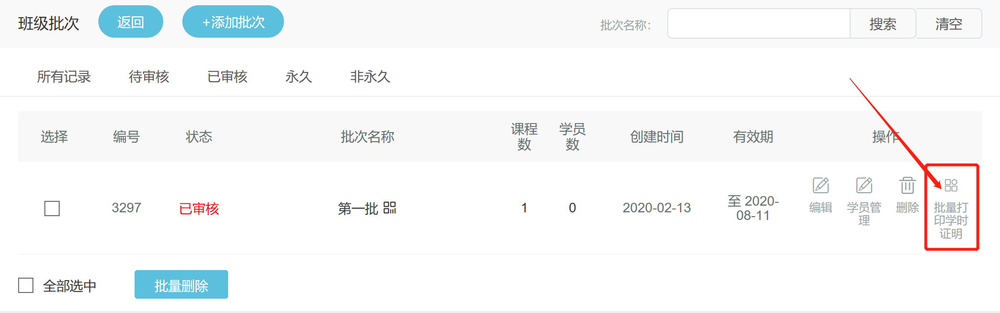 班级批次
返回
+添加批次
批次名称：
搜索
清空
所有记录
待审核
已审核
永久
非永久
选择
编号
状态
批次名称
课程
数
学员
数
创建时间
有效期
操作
3297
已审核
第一批
1
0
2020-02-13
至 2020-
08-11
编辑
学员管
理
删除
批量打
印学时
证明
全部选中
批量删除